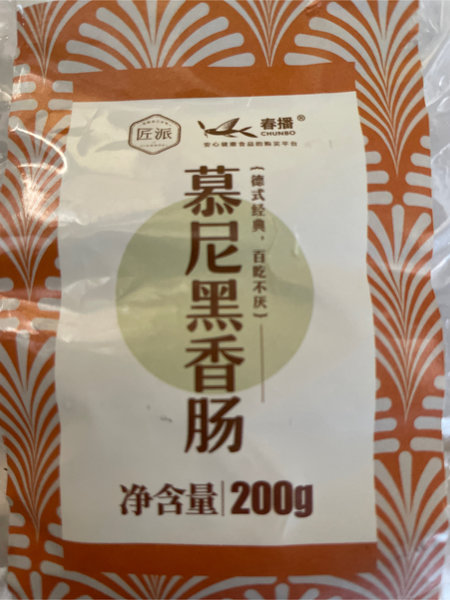 匠派
春播®
CHUNBO
安心健康食品的购买平台
慕尼黑香肠
{德式经典,百吃不厌}
净含量|200g